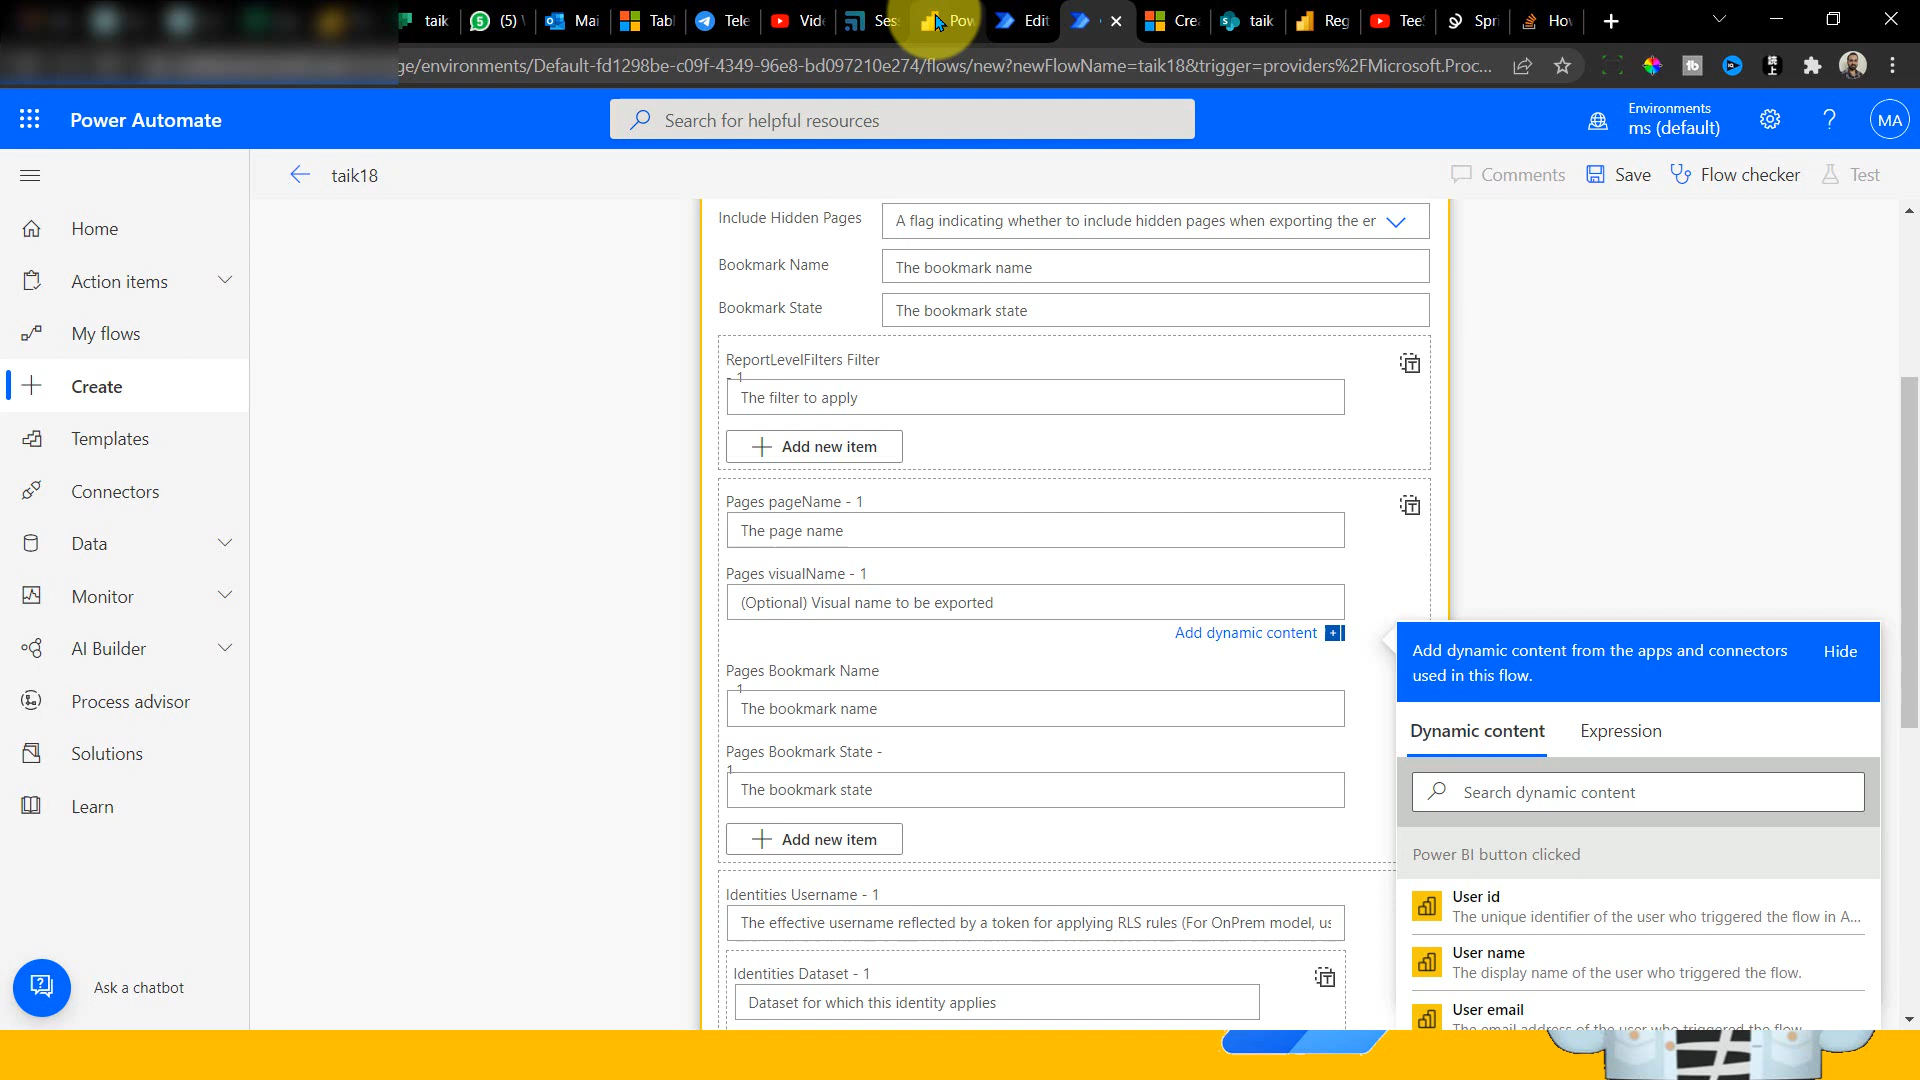 taik
(5)
Mai
Tabl
Tele
Vide
Ses
Pow
Edit
Cre
taik
Reg
TeeS
Spri
How
ge/environments/Default-fd1298be-c09f-4349-96e8-bd097210e274/flows/new?newFlowName=taik18&trigger=providers%2FMicrosoft.Proc...
Power Automate
Search for helpful resources
Environments
ms (default)
MA
taik18
Comments
Save
Flow checker
Test
Home
Action items
My flows
Create
Templates
Connectors
Data
Monitor
AI Builder
Process advisor
Solutions
Learn
Ask a chatbot
Include Hidden Pages
A flag indicating whether to include hidden pages when exporting the er
Bookmark Name
The bookmark name
Bookmark State
The bookmark state
ReportLevelFilters Filter
- 1
The filter to apply
Add new item
Pages pageName - 1
The page name
Pages visualName - 1
(Optional) Visual name to be exported
Add dynamic content
Pages Bookmark Name
- 1
The bookmark name
Pages Bookmark State -
1
The bookmark state
Add new item
Identities Username - 1
The effective username reflected by a token for applying RLS rules (For OnPrem model, us
Identities Dataset - 1
Dataset for which this identity applies
Add dynamic content from the apps and connectors
used in this flow.
Hide
Dynamic content
Expression
Search dynamic content
Power BI button clicked
User id
The unique identifier of the user who triggered the flow in A...
User name
The display name of the user who triggered the flow.
User email
The email address of the user who triggered the flow.